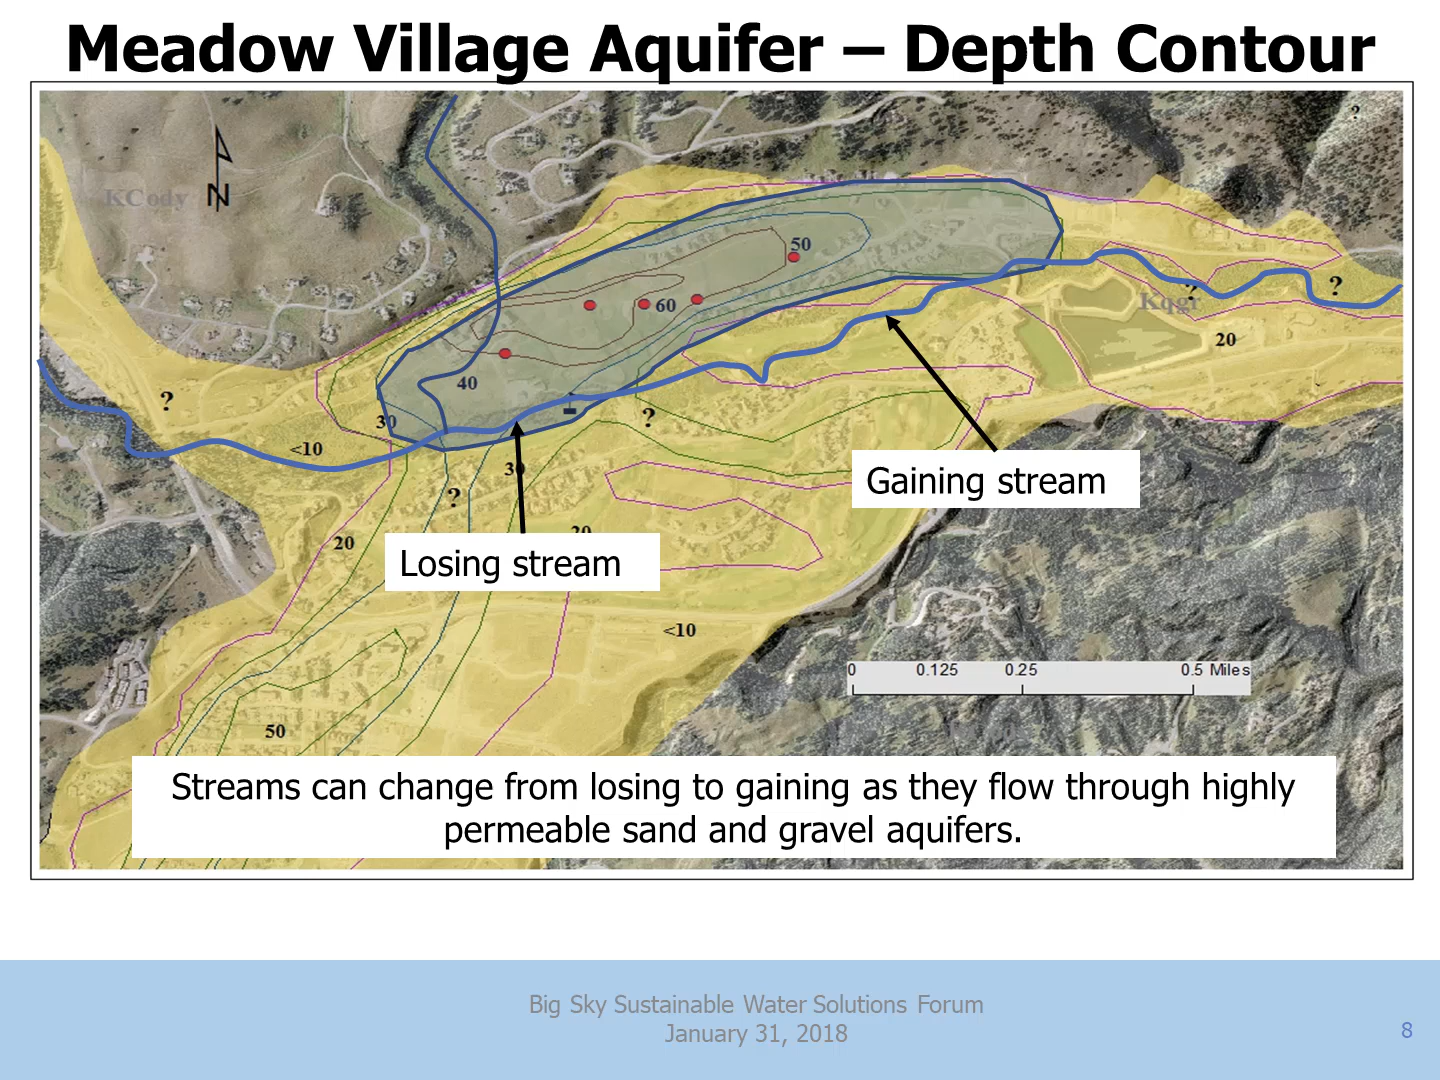 Meadow Village Aquifer – Depth Contour
?
KCody
N
50
60
?
Kqgr
?
20
40
?
30
?
<10
30
?
Gaining stream
20
20
Losing stream
<10
0 0.125 0.25 0.5 Miles
50
Streams can change from losing to gaining as they flow through highly
permeable sand and gravel aquifers.
Big Sky Sustainable Water Solutions Forum
January 31, 2018
8